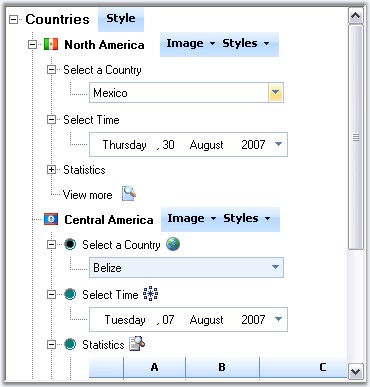 Countries Style
North America Image Styles
Select a Country
Mexico
Select Time
Thursday , 30 August 2007
Statistics
View more
Central America Image Styles
Select a Country
Belize
Select Time
Tuesday , 07 August 2007
Statistics
A B C